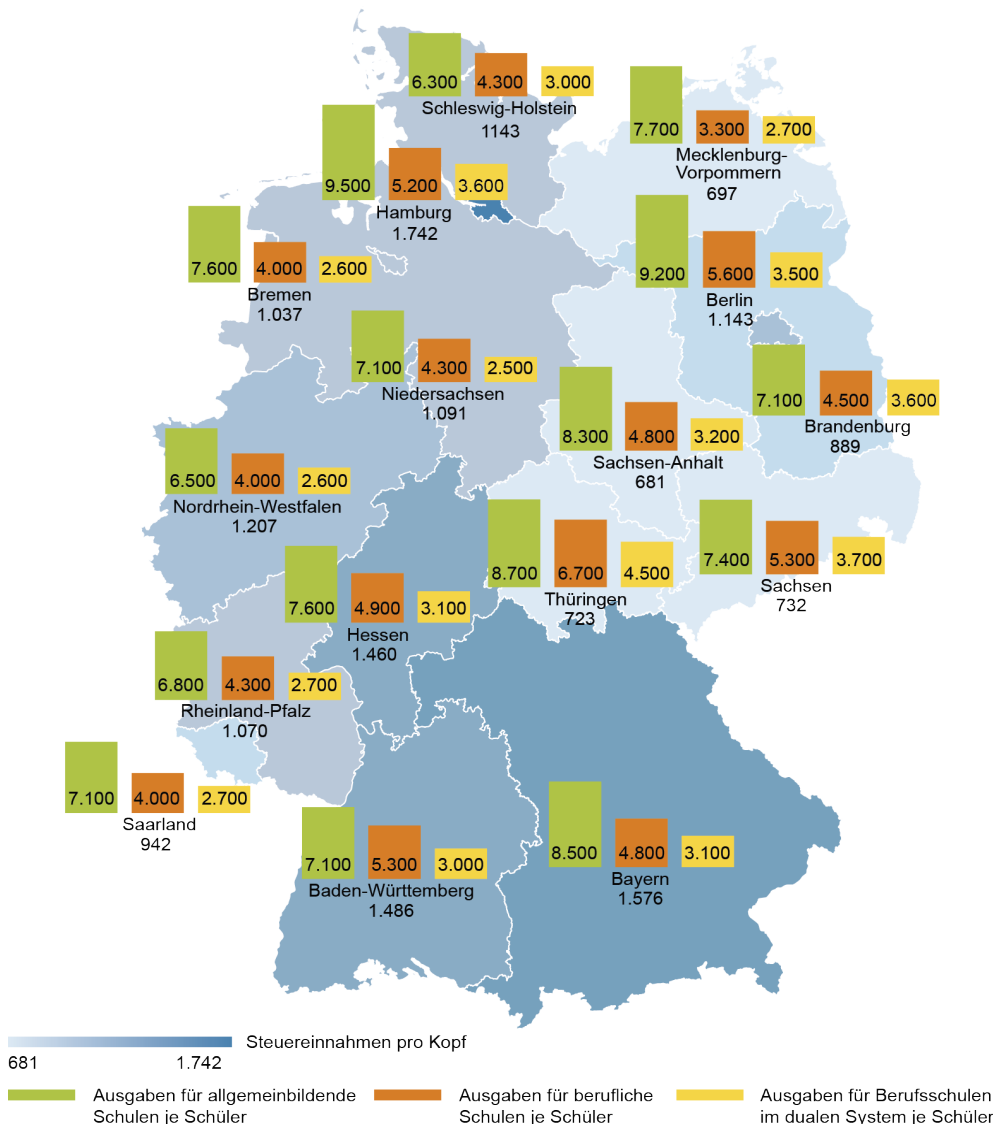 6.300 4.300 3.000
Schleswig-Holstein
1143
7.700 3.300 2.700
Mecklenburg-
Vorpommern
697
9.500 5.200 3.600
Hamburg
1.742
9.200 5.600 3.500
Berlin
1.143
7.600 4.000 2.600
Bremen
1.037
7.100 4.300 2.500
Niedersachsen
1.091
7.100 4.500 3.600
Brandenburg
889
8.300 4.800 3.200
Sachsen-Anhalt
681
6.500 4.000 2.600
Nordrhein-Westfalen
1.207
8.700 6.700 4.500
Thüringen
723
7.400 5.300 3.700
Sachsen
732
7.600 4.900 3.100
Hessen
1.460
6.800 4.300 2.700
Rheinland-Pfalz
1.070
7.100 4.000 2.700
Saarland
942
7.100 5.300 3.000
Baden-Württemberg
1.486
8.500 4.800 3.100
Bayern
1.576
Steuereinnahmen pro Kopf
681 1.742
Ausgaben für allgemeinbildende
Schulen je Schüler
Ausgaben für berufliche
Schulen je Schüler
Ausgaben für Berufsschulen
im dualen System je Schüler